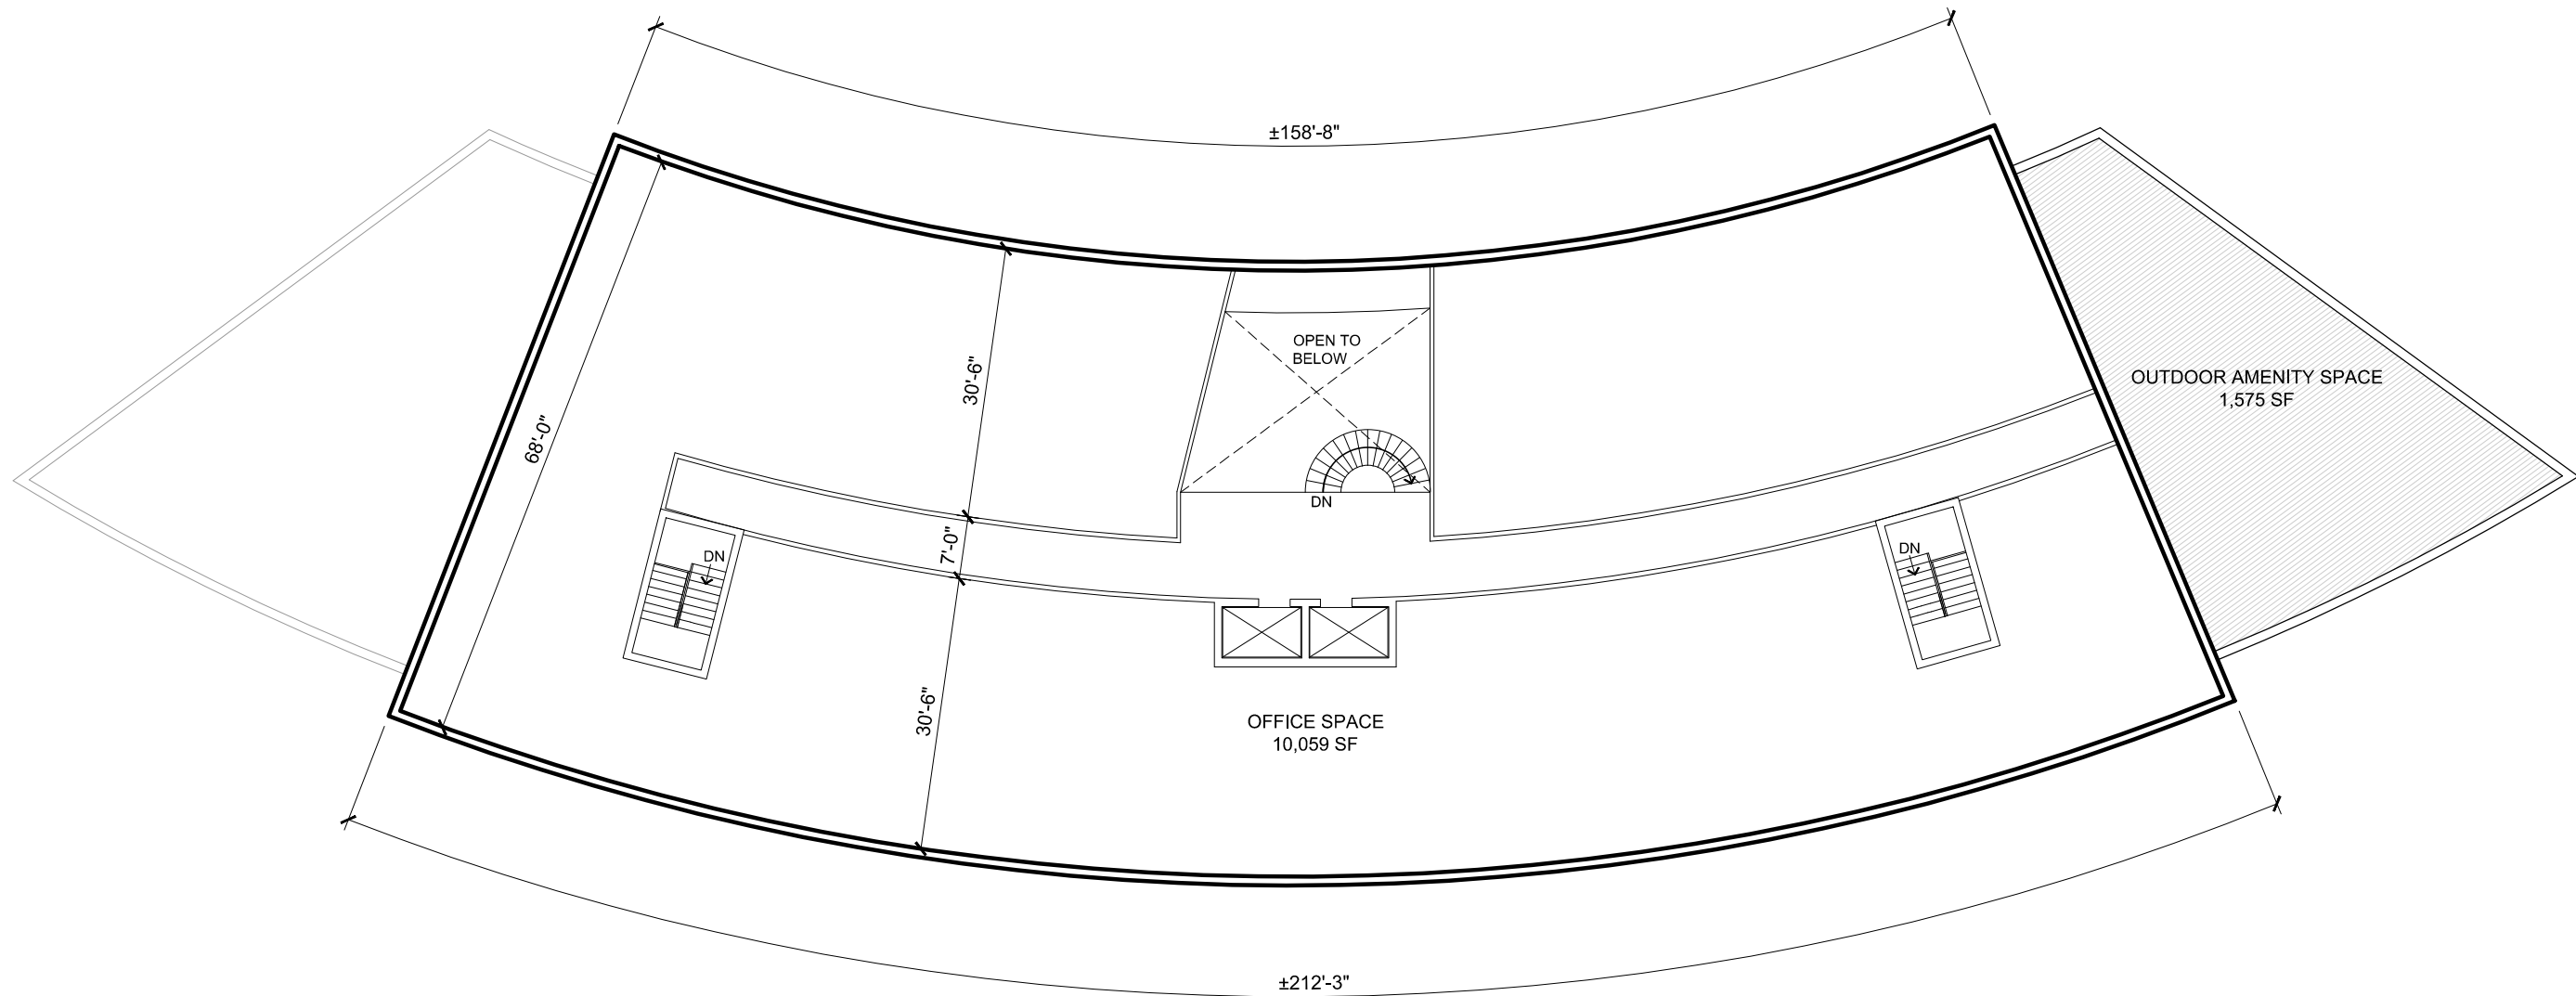 ±158'-8"
OPEN TO
BELOW
30'-6"
OUTDOOR AMENITY SPACE
1,575 SF
68'-0"
DN
7'-0"
DN
DN
30'-6"
OFFICE SPACE
10,059 SF
±212'-3"